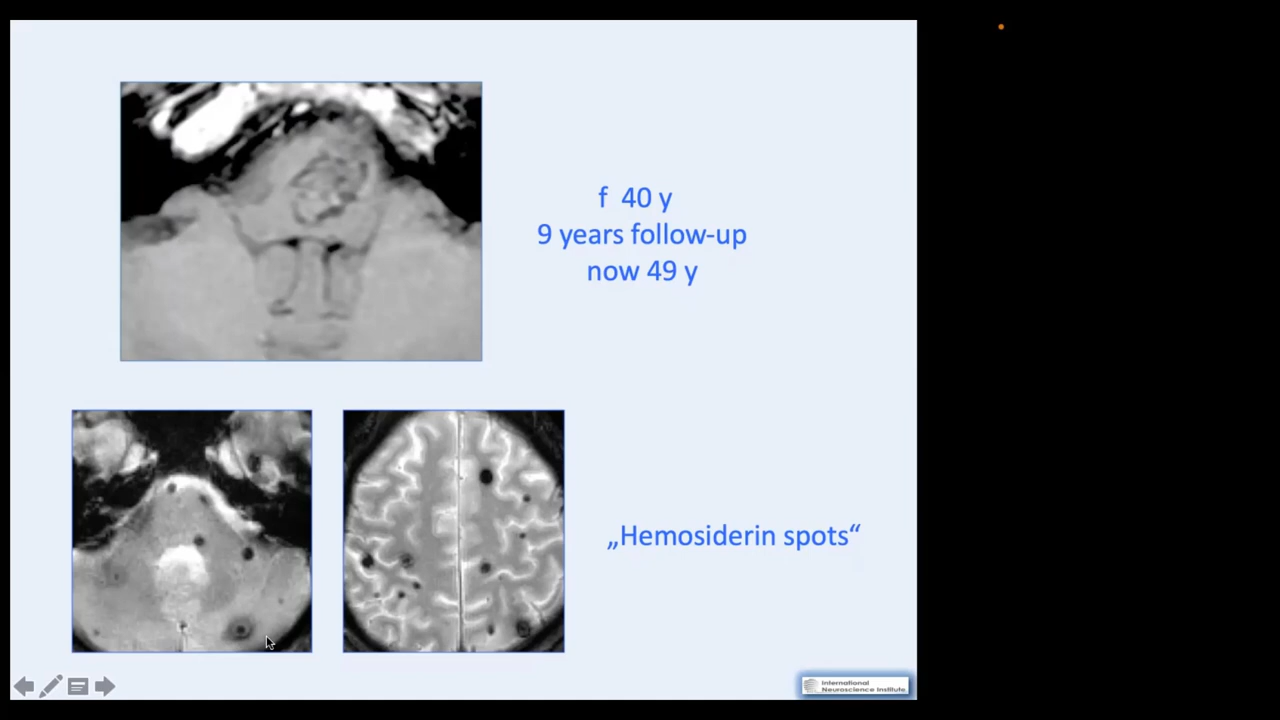 f 40 y
9 years follow-up
now 49 y
„Hemosiderin spots“
International
Neuroscience Institute